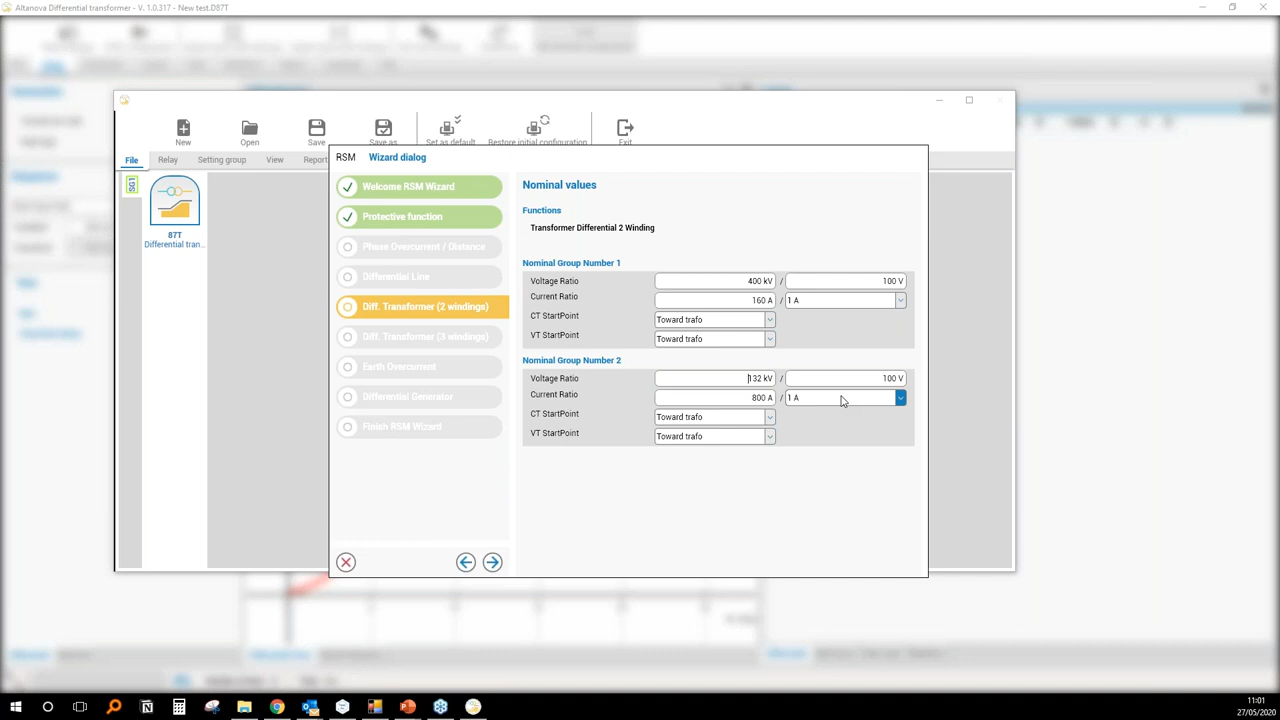 Altanova Differential transformer - V. 1.0.317 - New test.D87T
New
Open
Save
Save as
Set as default
Restore initial configuration
Exit
File
Relay
Setting group
View
Report
SGT
87T
Differential tran...
RSM Wizard dialog
Welcome RSM Wizard
Protective function
Phase Overcurrent / Distance
Differential Line
Diff. Transformer (2 windings)
Diff. Transformer (3 windings)
Earth Overcurrent
Differential Generator
Finish RSM Wizard
Nominal values
Functions
Transformer Differential 2 Winding
Nominal Group Number 1
Voltage Ratio 400 kV / 100 V
Current Ratio 160 A / 1 A
CT StartPoint Toward trafo
VT StartPoint Toward trafo
Nominal Group Number 2
Voltage Ratio 132 kV / 100 V
Current Ratio 800 A / 1 A
CT StartPoint Toward trafo
VT StartPoint Toward trafo
11:01
27/05/2020